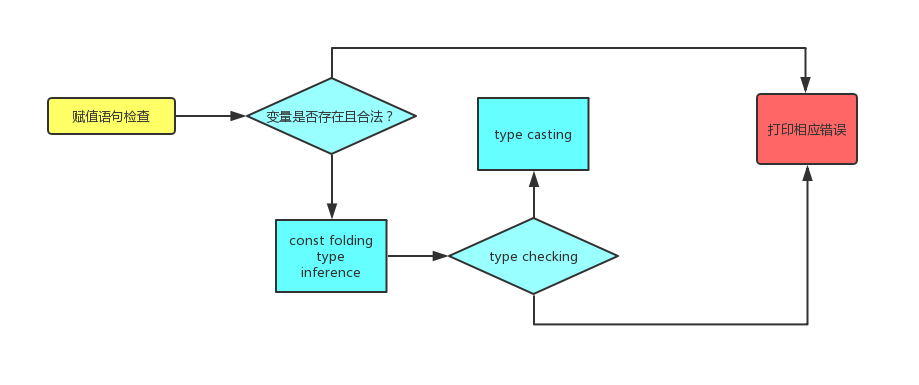 赋值语句检查
变量是否存在且合法？
type casting
打印相应错误
const folding
type
inference
type checking